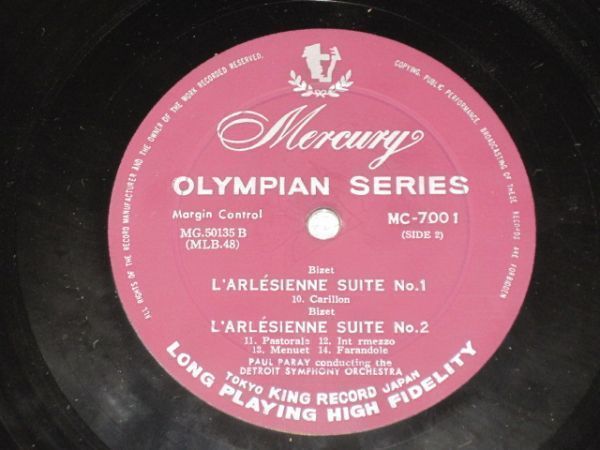 ALL RIGHTS OF THE RECORD MANUFACTURER AND THE OWNER OF THE WORK RECORDED RESERVED.
COPYING, PUBLIC PERFORMANCE, BROADCASTING OF THESE RECORDS ARE FORBIDDEN
Mercury
OLYMPIAN SERIES
Margin Control
MC-7001
MG.50135 B
(SIDE 2)
(MLB.48)
Bizet
L'ARLÉSIENNE SUITE No.1
10. Carillon
Bizet
L'ARLÉSIENNE SUITE No.2
11. Pastorale 12. Int rmezzo
13. Menuet 14. Farandole
PAUL PARAY conducting the
DETROIT SYMPHONY ORCHESTRA
TOKYO KING RECORD JAPAN
LONG PLAYING HIGH FIDELITY